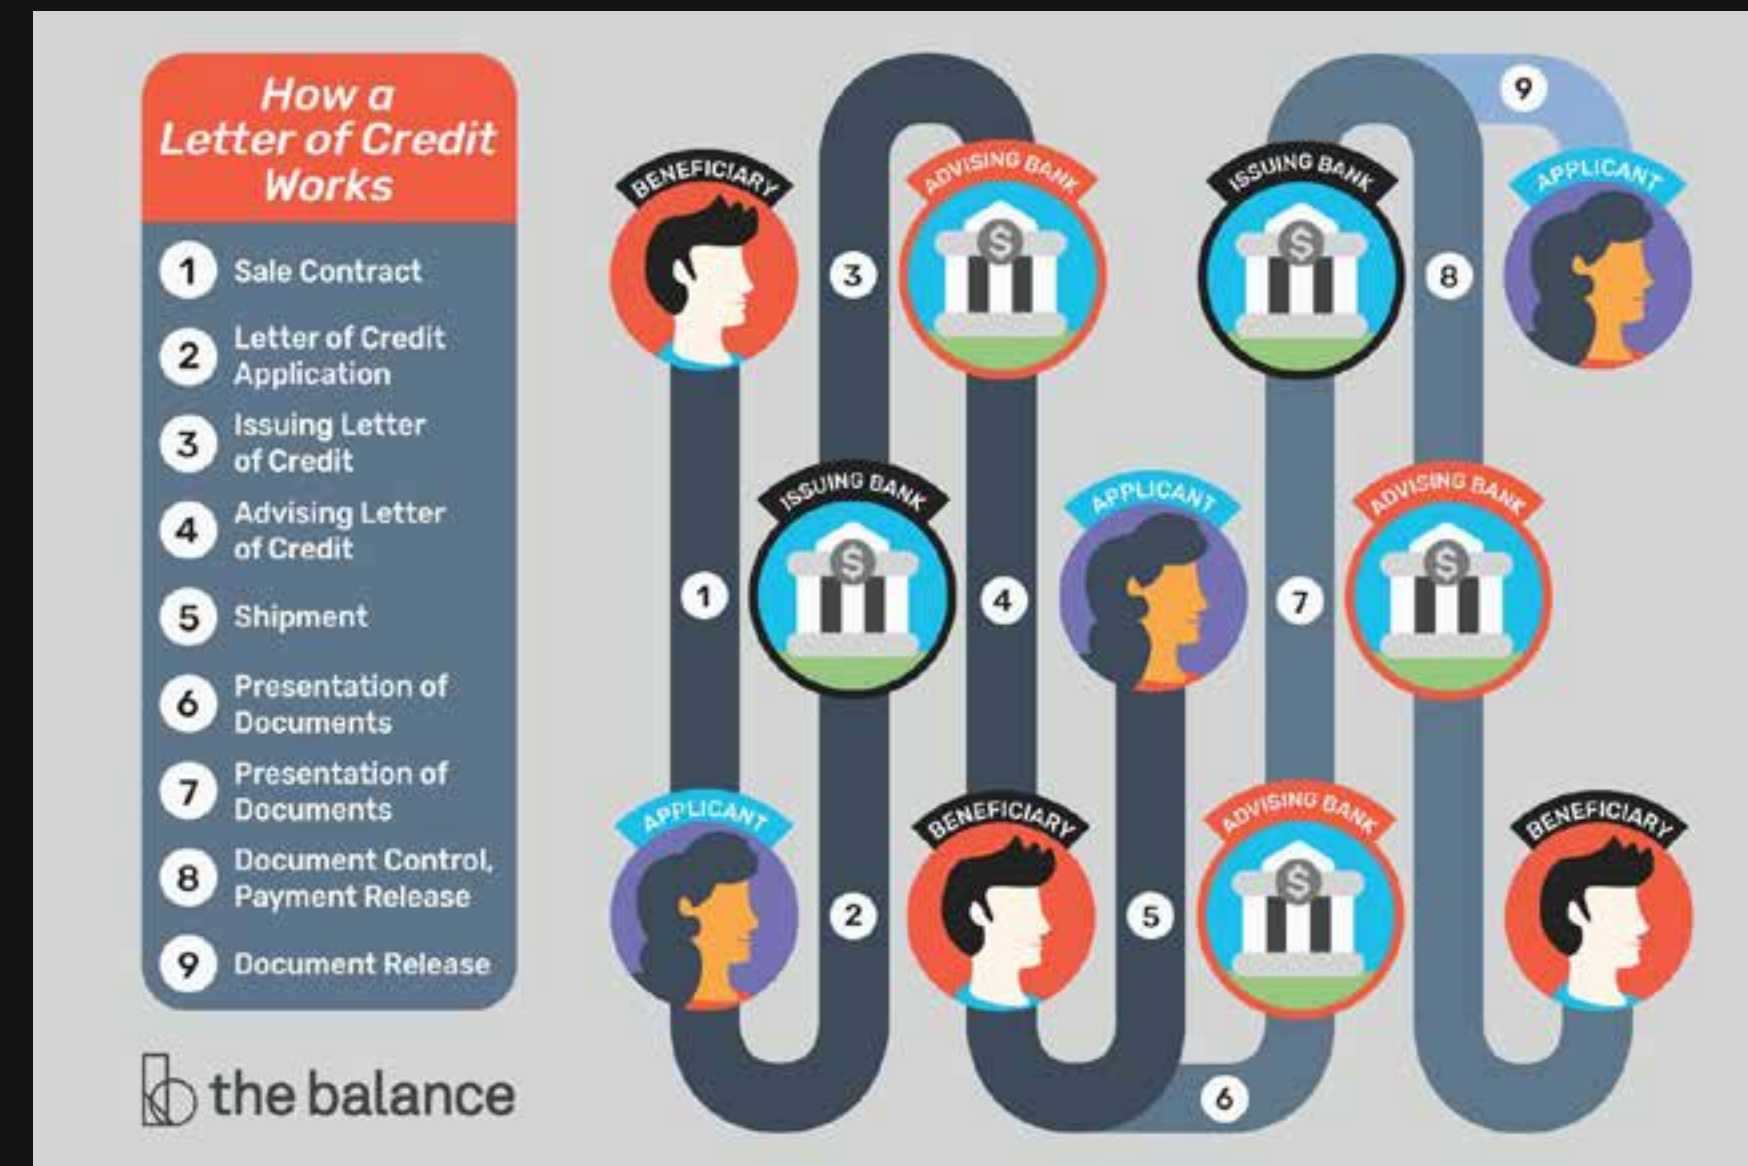 How a
Letter of Credit
Works
1 Sale Contract
2 Letter of Credit
Application
3 Issuing Letter
of Credit
4 Advising Letter
of Credit
5 Shipment
6 Presentation of
Documents
7 Presentation of
Documents
8 Document Control,
Payment Release
9 Document Release
the balance
9
BENEFICIARY
ADVISING BANK
ISSUING BANK
APPLICANT
$
$
3
8
ISSUING BANK
APPLICANT
ADVISING BANK
$
$
1
4
7
APPLICANT
BENEFICIARY
ADVISING BANK
BENEFICIARY
$
2
5
6